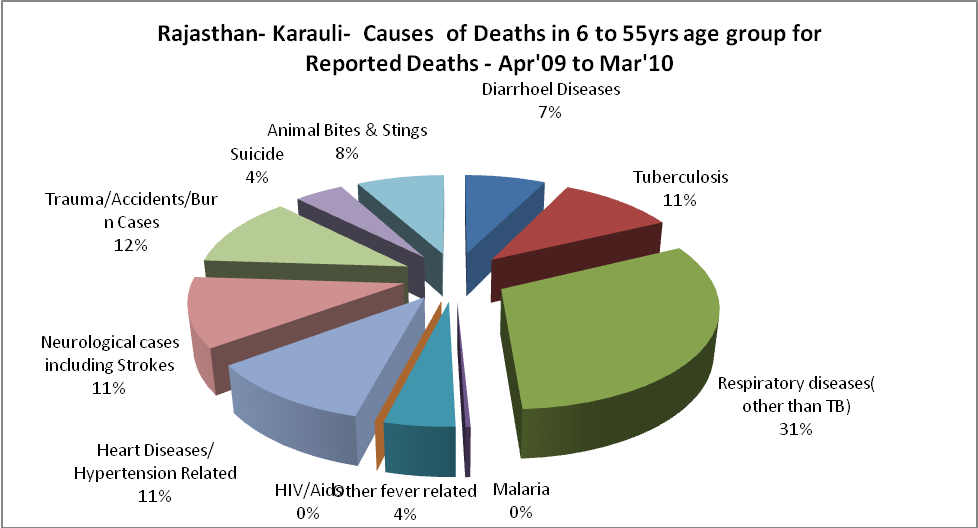 Rajasthan- Karauli- Causes of Deaths in 6 to 55yrs age group for
Reported Deaths - Apr'09 to Mar'10
Diarrhoel Diseases
7%
Tuberculosis
11%
Respiratory diseases(
other than TB)
31%
Malaria
0%
Other fever related
4%
HIV/Aids
0%
Heart Diseases/
Hypertension Related
11%
Neurological cases
including Strokes
11%
Trauma/Accidents/Bur
n Cases
12%
Suicide
4%
Animal Bites & Stings
8%